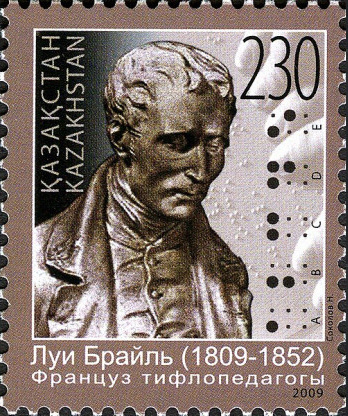 ҚАЗАҚСТАН
KAZAKHSTAN
230
A B C D E
Соколов Н.
Луи Брайль (1809-1852)
Француз тифлопедагогы
2009